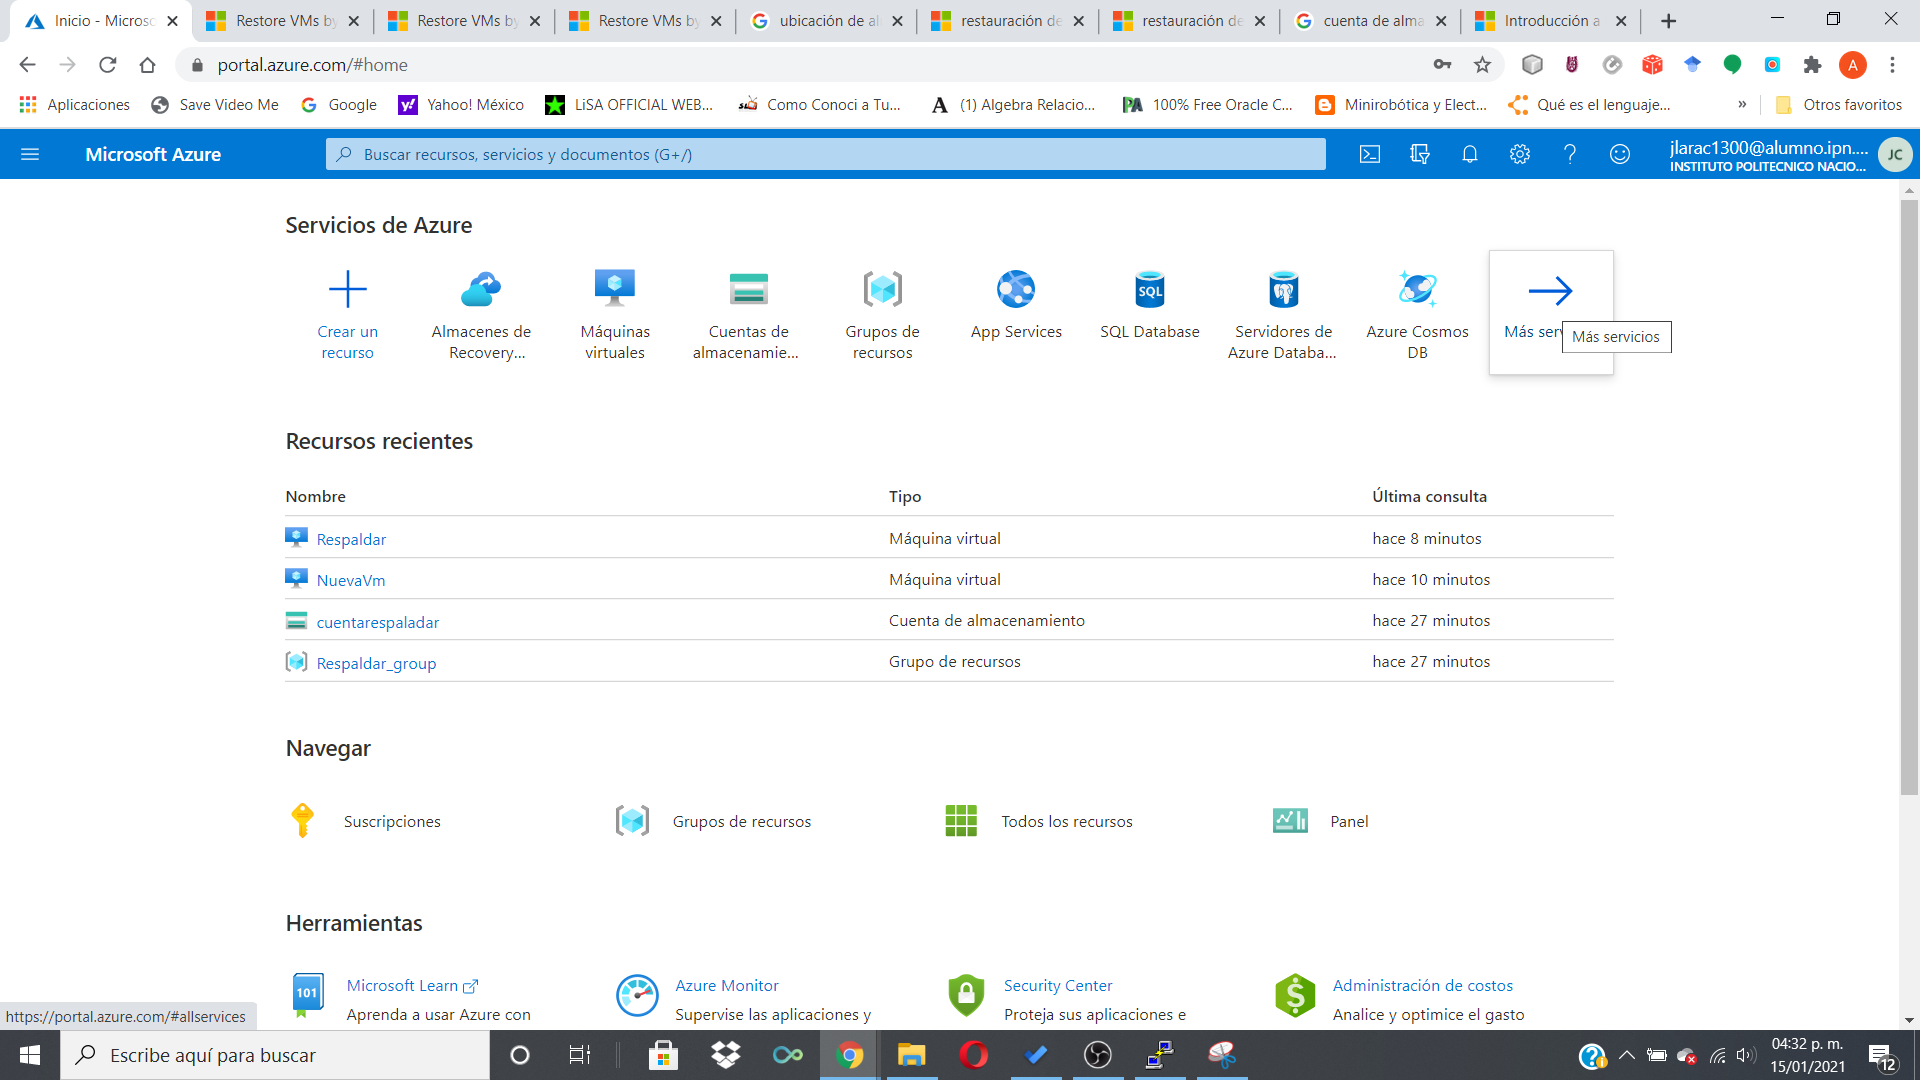 Inicio - Microso
Restore VMs by
Restore VMs by
Restore VMs by
ubicación de al
restauración de
restauración de
cuenta de alma
Introducción a
portal.azure.com/#home
A
Aplicaciones
Save Video Me
Google
Yahoo! México
LiSA OFFICIAL WEB...
Como Conoci a Tu...
(1) Algebra Relacio...
100% Free Oracle C...
Minirobótica y Elect...
Qué es el lenguaje...
»
Otros favoritos
Microsoft Azure
Buscar recursos, servicios y documentos (G+/)
jlarac1300@alumno.ipn....
INSTITUTO POLITECNICO NACIO...
JC
Servicios de Azure
Crear un
recurso
Almacenes de
Recovery...
Máquinas
virtuales
Cuentas de
almacenamie...
Grupos de
recursos
App Services
SQL
SQL Database
Servidores de
Azure Databa...
Azure Cosmos
DB
Más ser
Más servicios
Recursos recientes
Nombre Tipo Última consulta
Respaldar Máquina virtual hace 8 minutos
NuevaVm Máquina virtual hace 10 minutos
cuentarespaladar Cuenta de almacenamiento hace 27 minutos
Respaldar_group Grupo de recursos hace 27 minutos
Navegar
Suscripciones
Grupos de recursos
Todos los recursos
Panel
Herramientas
101
Microsoft Learn
Aprenda a usar Azure con
Azure Monitor
Supervise las aplicaciones y
Security Center
Proteja sus aplicaciones e
Administración de costos
Analice y optimice el gasto
https://portal.azure.com/#allservices
Escribe aquí para buscar
04:32 p. m.
15/01/2021
12